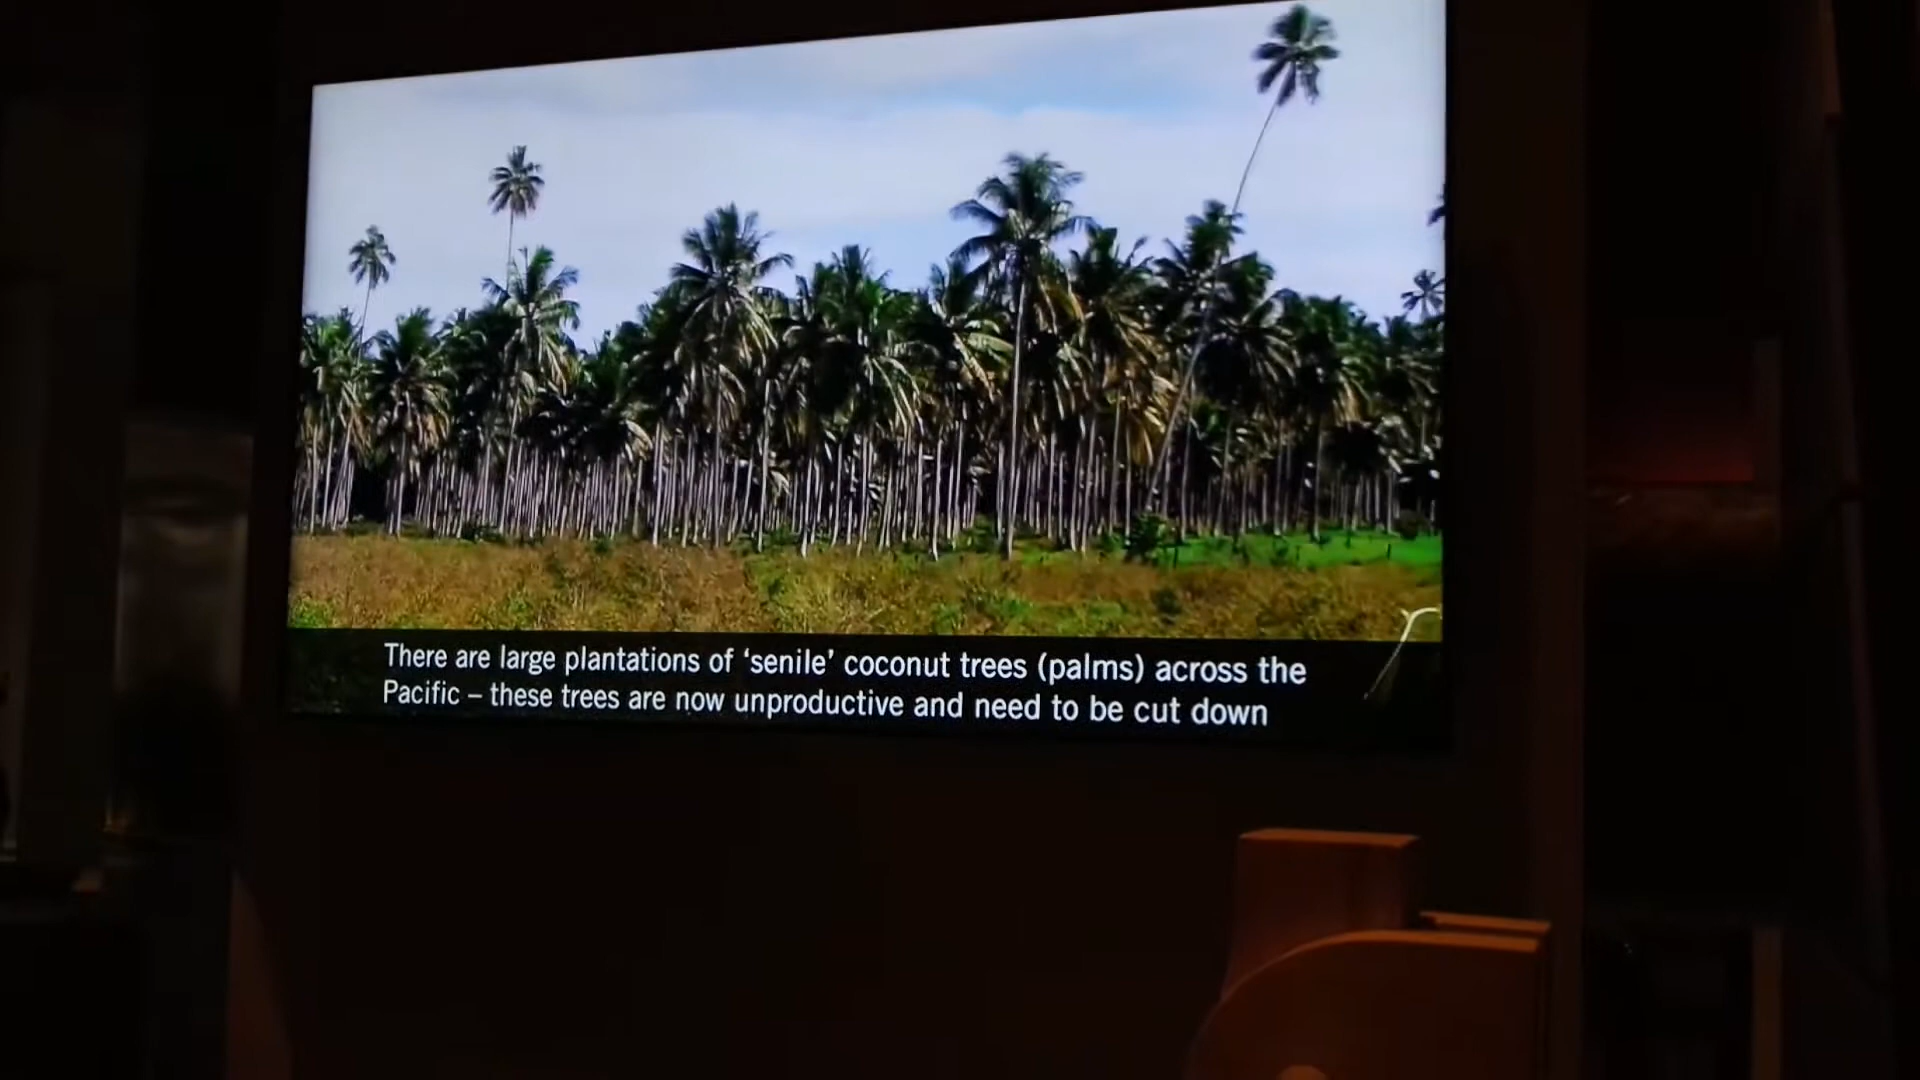 There are large plantations of ‘senile’ coconut trees (palms) across the
Pacific – these trees are now unproductive and need to be cut down